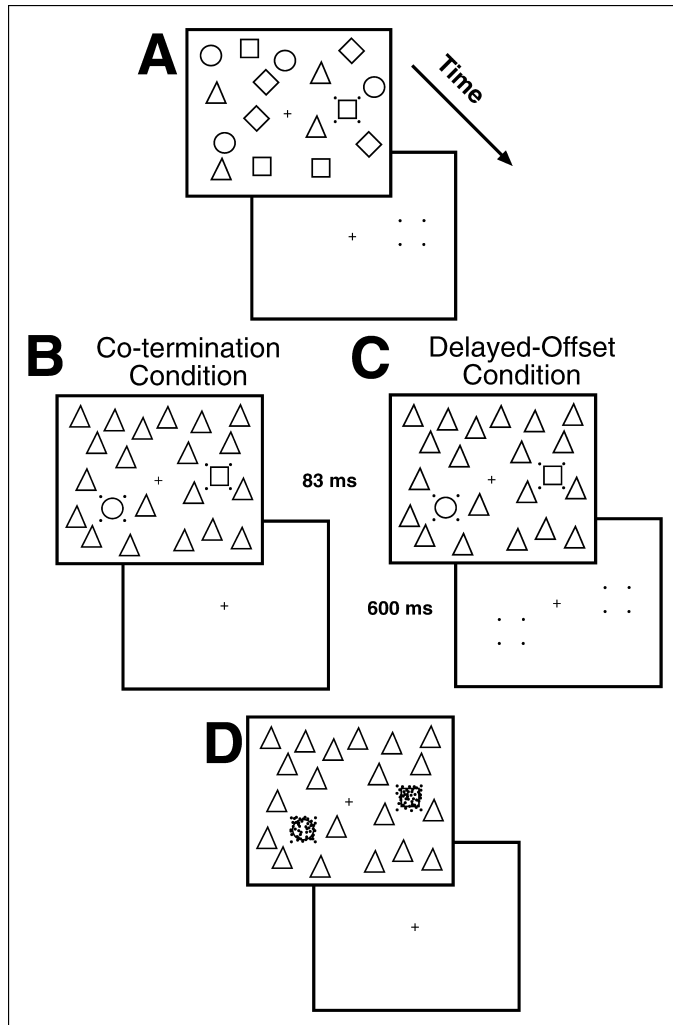 A
Time
B
Co-termination
Condition
C
Delayed-Offset
Condition
83 ms
600 ms
D